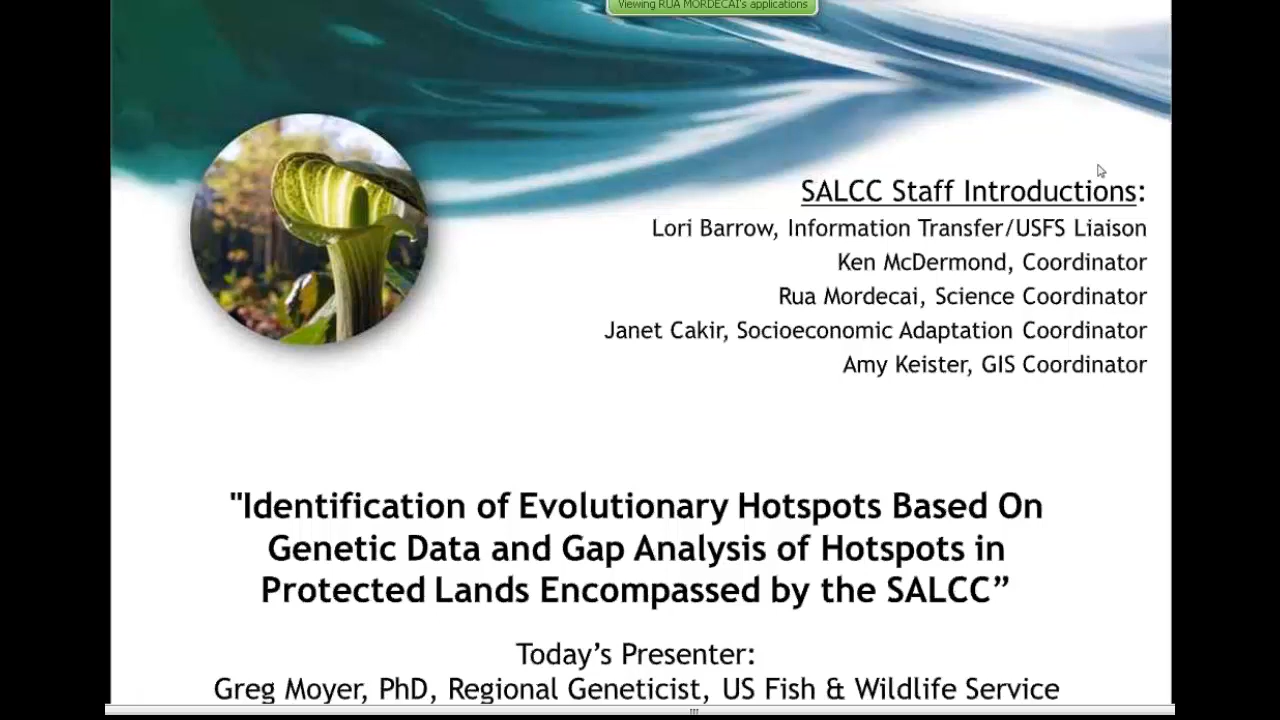 Viewing RUA MORDECAI's applications
SALCC Staff Introductions:
Lori Barrow, Information Transfer/USFS Liaison
Ken McDermond, Coordinator
Rua Mordecai, Science Coordinator
Janet Cakir, Socioeconomic Adaptation Coordinator
Amy Keister, GIS Coordinator
"Identification of Evolutionary Hotspots Based On
Genetic Data and Gap Analysis of Hotspots in
Protected Lands Encompassed by the SALCC”
Today’s Presenter:
Greg Moyer, PhD, Regional Geneticist, US Fish & Wildlife Service